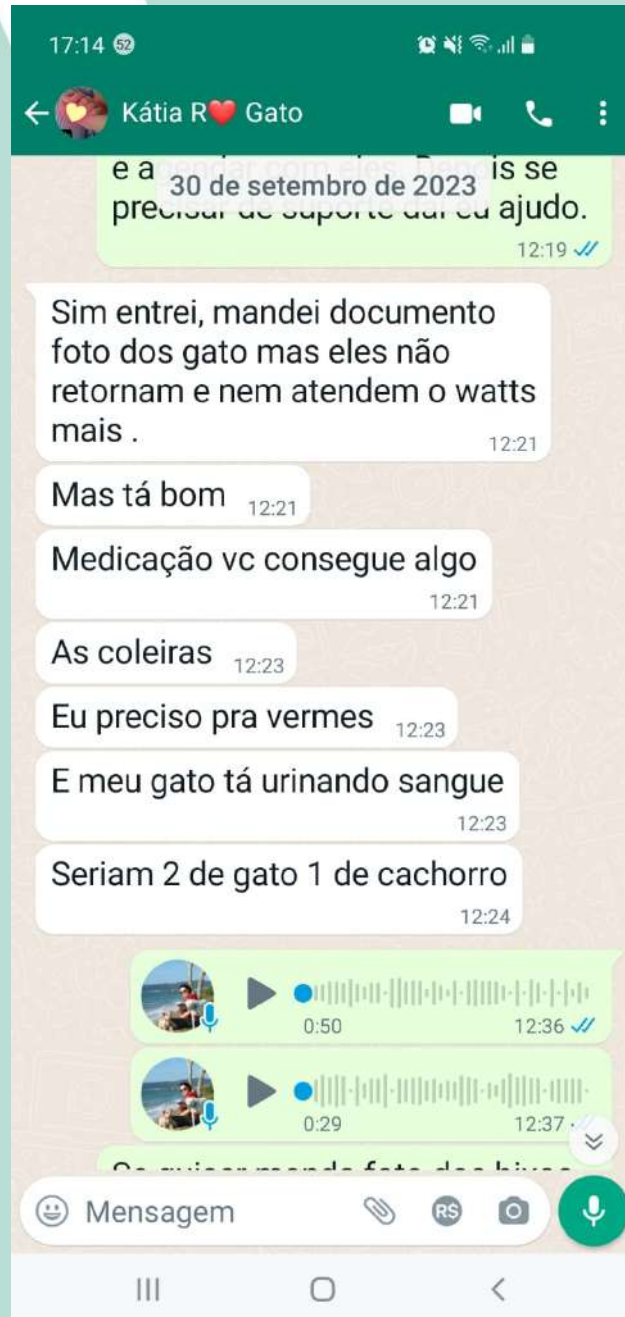 17:14 52
Kátia R❤️ Gato
30 de setembro de 2023
e a is se
precisar de suporte daí eu ajudo.
12:19
Sim entrei, mandei documento
foto dos gato mas eles não
retornam e nem atendem o watts
mais .
12:21
Mas tá bom 12:21
Medicação vc consegue algo
12:21
As coleiras 12:23
Eu preciso pra vermes 12:23
E meu gato tá urinando sangue
12:23
Seriam 2 de gato 1 de cachorro
12:24
0:50 12:36
0:29 12:37
Mensagem R$